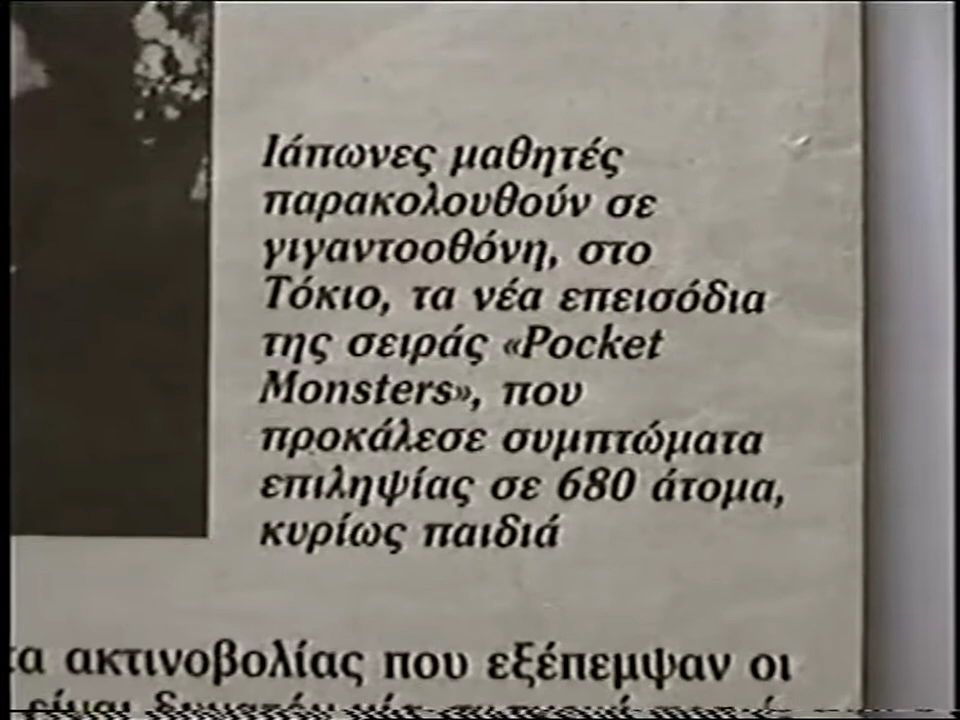 Ιάπωνες μαθητές
παρακολουθούν σε
γιγαντοοθόνη, στο
Τόκιο, τα νέα επεισόδια
της σειράς «Pocket
Monsters», που
προκάλεσε συμπτώματα
επιληψίας σε 680 άτομα,
κυρίως παιδιά
ακτινοβολίας που εξέπεμψαν οι